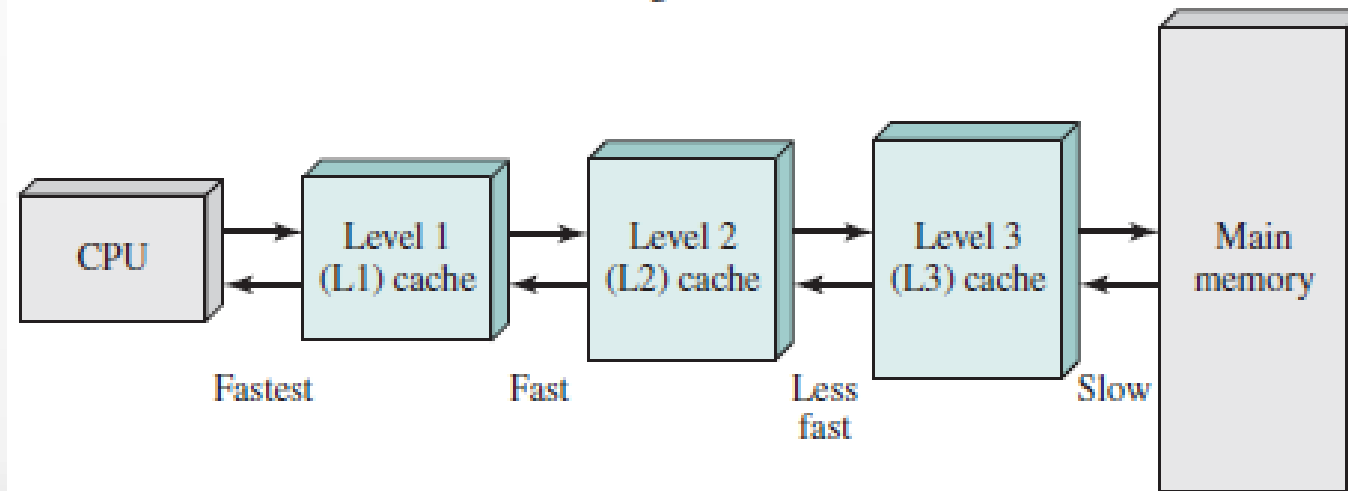 CPU
Level 1
(L1) cache
Level 2
(L2) cache
Level 3
(L3) cache
Main
memory
Fastest
Fast
Less
fast
Slow